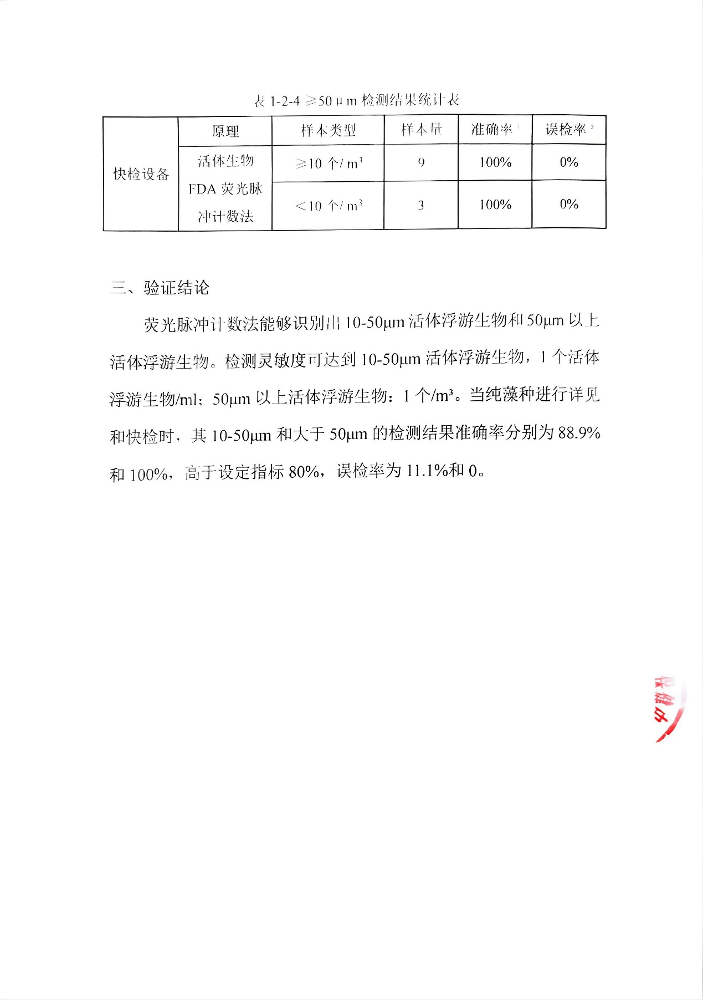 表 1-2-4 ≥50μm 检测结果统计表
快检设备 原理 样本类型 样本量 准确率¹ 误检率²
活体生物 FDA 荧光脉冲计数法 ≥10 个/ m³ 9 100% 0%
<10 个/ m³ 3 100% 0%
三、验证结论
荧光脉冲计数法能够识别出 10-50μm 活体浮游生物和 50μm 以上
活体浮游生物。检测灵敏度可达到 10-50μm 活体浮游生物，1 个活体
浮游生物/ml；50μm 以上活体浮游生物：1 个/m³。当纯藻种进行详见
和快检时，其 10-50μm 和大于 50μm 的检测结果准确率分别为 88.9%
和 100%，高于设定指标 80%，误检率为 11.1%和 0。
保健中